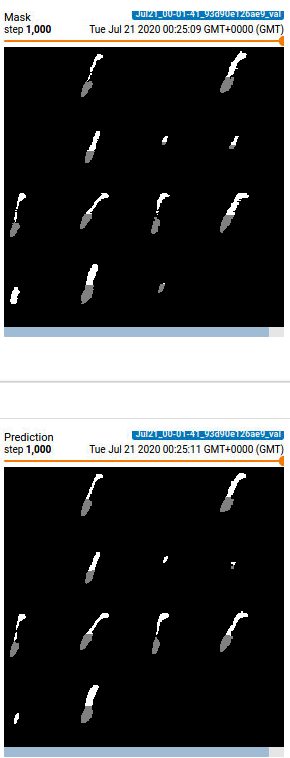 Mask
Jul21_00-01-41_93d90e126ae9_val
step 1,000
Tue Jul 21 2020 00:25:09 GMT+0000 (GMT)
Prediction
Jul21_00-01-41_93d90e126ae9_val
step 1,000
Tue Jul 21 2020 00:25:11 GMT+0000 (GMT)